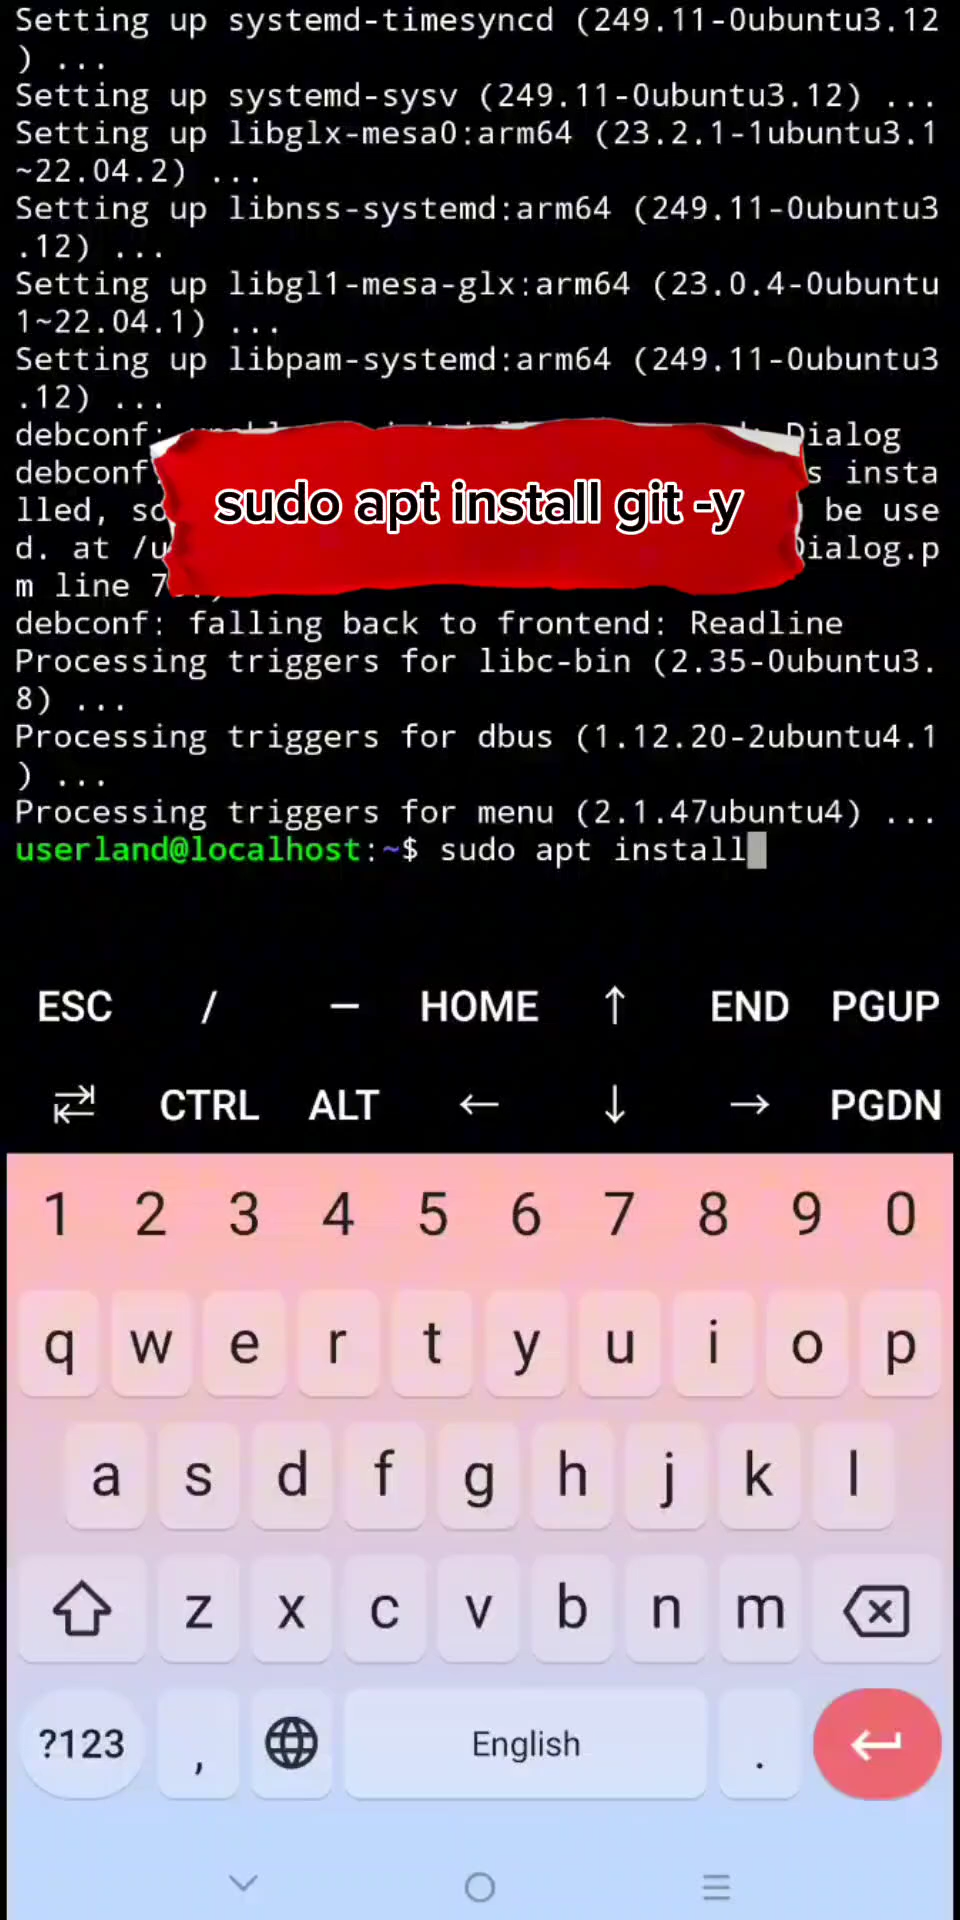 Setting up systemd-timesyncd (249.11-0ubuntu3.12
) ...
Setting up systemd-sysv (249.11-0ubuntu3.12) ...
Setting up libglx-mesa0:arm64 (23.2.1-1ubuntu3.1
~22.04.2) ...
Setting up libnss-systemd:arm64 (249.11-0ubuntu3
.12) ...
Setting up libgl1-mesa-glx:arm64 (23.0.4-0ubuntu
1~22.04.1) ...
Setting up libpam-systemd:arm64 (249.11-0ubuntu3
.12) ...
debconf: Dialog
debconf s insta
lled, so be use
d. at /u Dialog.p
m line 7
sudo apt install git -y
debconf: falling back to frontend: Readline
Processing triggers for libc-bin (2.35-0ubuntu3.
8) ...
Processing triggers for dbus (1.12.20-2ubuntu4.1
) ...
Processing triggers for menu (2.1.47ubuntu4) ...
userland@localhost:~$ sudo apt install
ESC / — HOME ↑ END PGUP
CTRL ALT ← ↓ → PGDN
1 2 3 4 5 6 7 8 9 0
q w e r t y u i o p
a s d f g h j k l
z x c v b n m
?123 , English .